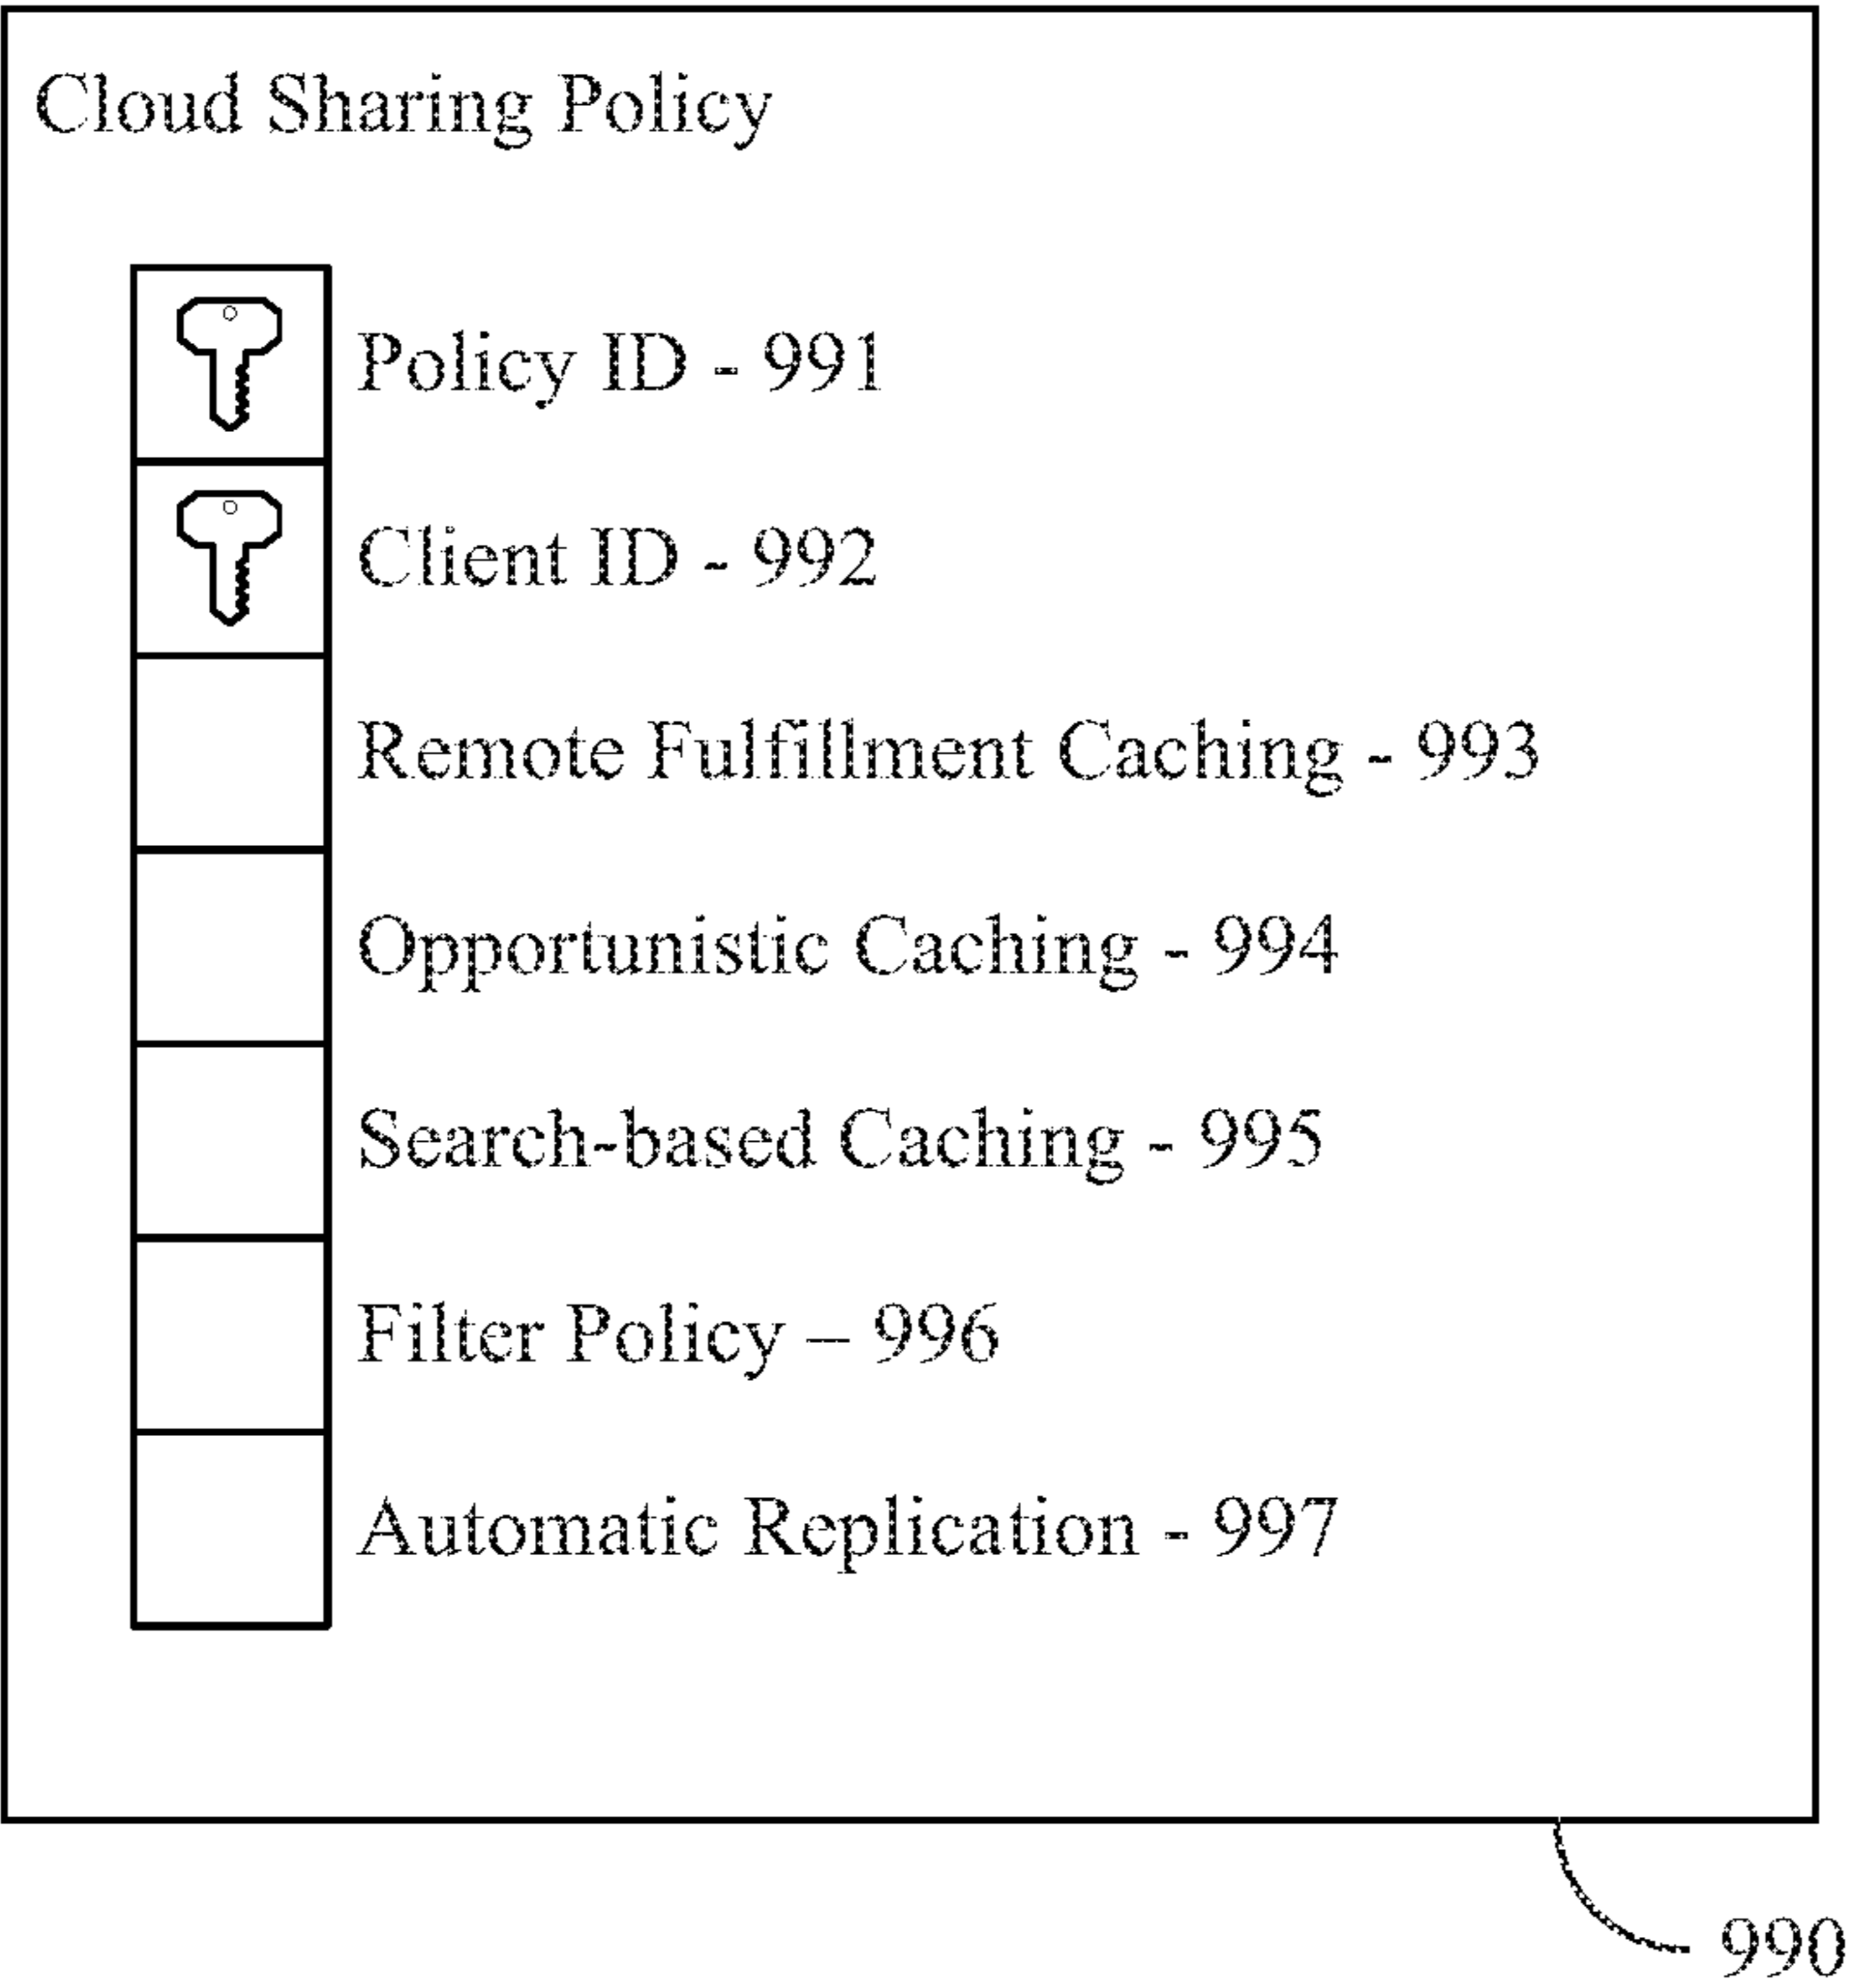 Cloud Sharing Policy
Policy ID - 991
Client ID - 992
Remote Fulfillment Caching - 993
Opportunistic Caching - 994
Search-based Caching - 995
Filter Policy – 996
Automatic Replication - 997
990